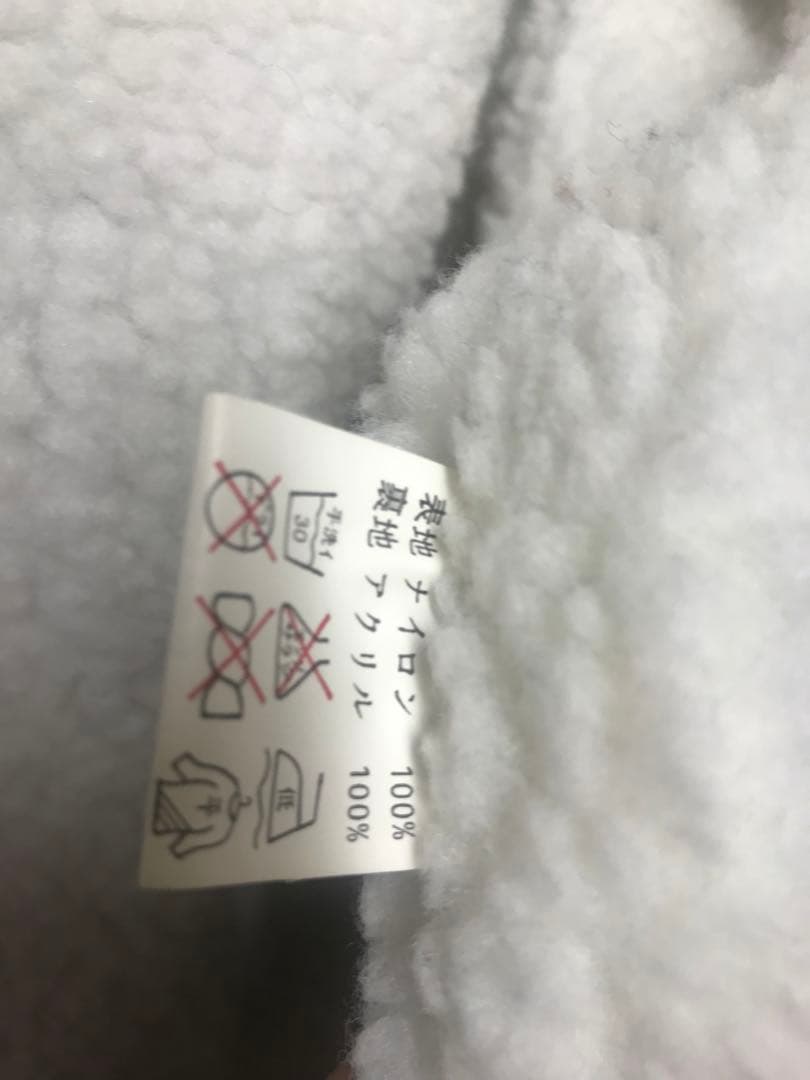 表地 ナイロン 100%
裏地 アクリル 100%
手洗イ
30
低
平